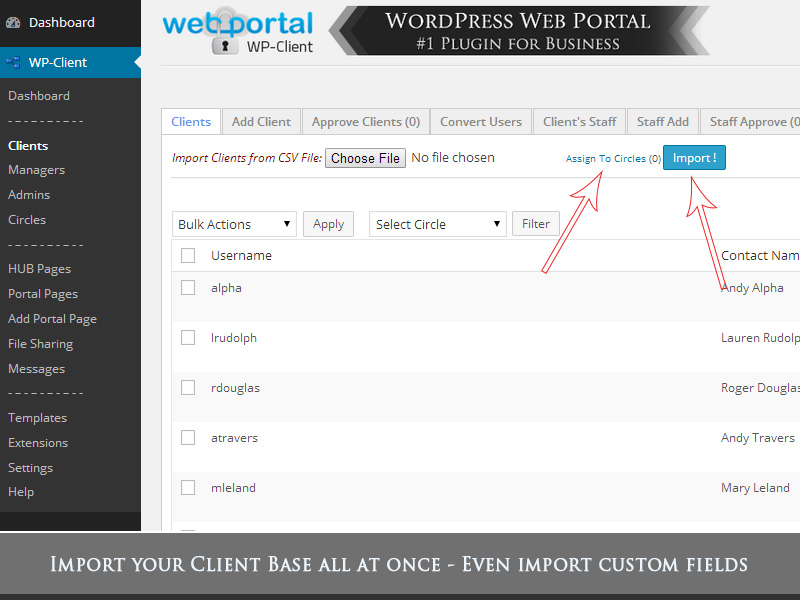 Dashboard
WP-Client
Dashboard
- - - - - - - - - -
Clients
Managers
Admins
Circles
- - - - - - - - - -
HUB Pages
Portal Pages
Add Portal Page
File Sharing
Messages
- - - - - - - - - -
Templates
Extensions
Settings
Help
web portal
WP-Client
WordPress Web Portal
#1 Plugin for Business
Clients Add Client Approve Clients (0) Convert Users Client's Staff Staff Add Staff Approve (0
Import Clients from CSV File: Choose File No file chosen Assign To Circles (0) Import !
Bulk Actions Apply Select Circle Filter
Username Contact Nam
alpha Andy Alpha
lrudolph Lauren Rudolp
rdouglas Roger Douglas
atravers Andy Travers
mleland Mary Leland
Import your Client Base all at once - Even import custom fields